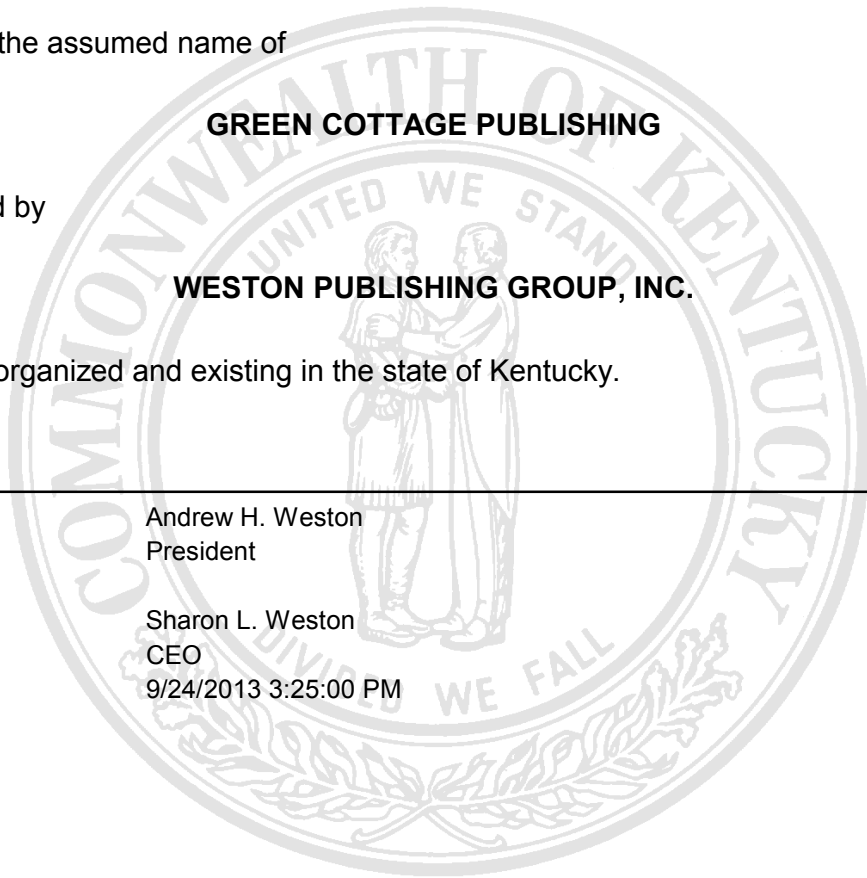 the assumed name of
GREEN COTTAGE PUBLISHING
d by
WESTON PUBLISHING GROUP, INC.
organized and existing in the state of Kentucky.
Andrew H. Weston
President
Sharon L. Weston
CEO
9/24/2013 3:25:00 PM
COMMONWEALTH OF KENTUCKY
UNITED WE STAND
DIVIDED WE FALL